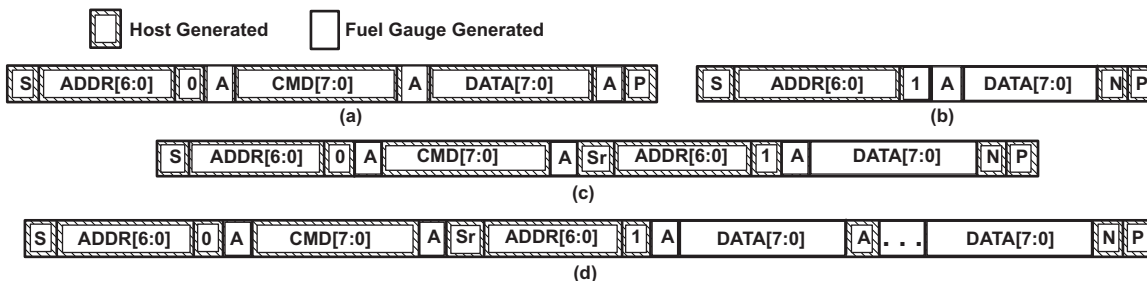 Host Generated Fuel Gauge Generated
S ADDR[6:0] 0 A CMD[7:0] A DATA[7:0] A P
(a)
S ADDR[6:0] 1 A DATA[7:0] N P
(b)
S ADDR[6:0] 0 A CMD[7:0] A Sr ADDR[6:0] 1 A DATA[7:0] N P
(c)
S ADDR[6:0] 0 A CMD[7:0] A Sr ADDR[6:0] 1 A DATA[7:0] A . . . DATA[7:0] N P
(d)